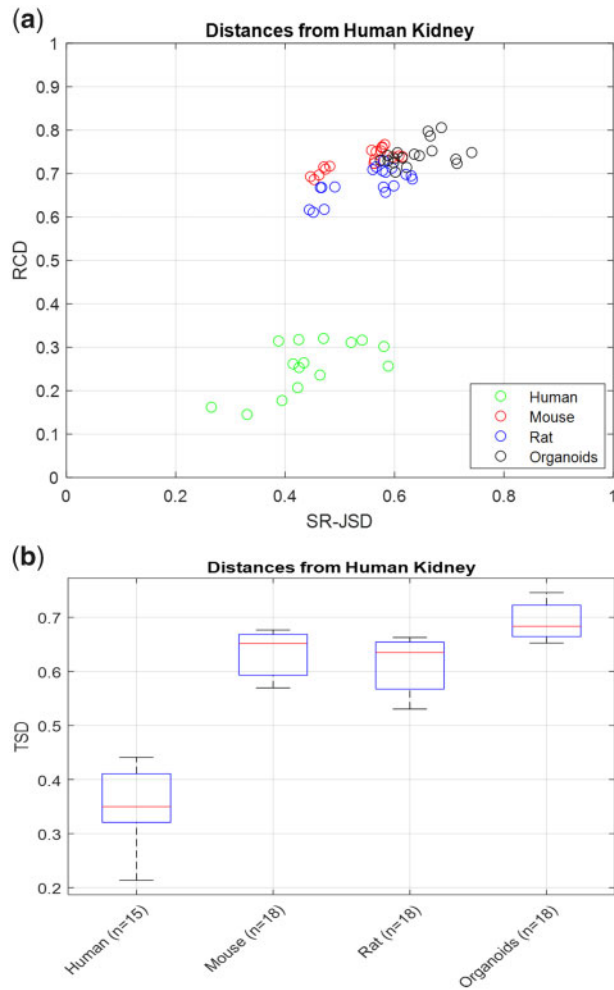 (a)
Distances from Human Kidney
1
0.9
0.8
0.7
0.6
0.5
0.4
0.3
0.2
0.1
0
RCD
0 0.2 0.4 0.6 0.8 1
SR-JSD
Human
Mouse
Rat
Organoids
(b)
Distances from Human Kidney
0.7
0.6
0.5
0.4
0.3
0.2
TSD
Human (n=15)
Mouse (n=18)
Rat (n=18)
Organoids (n=18)